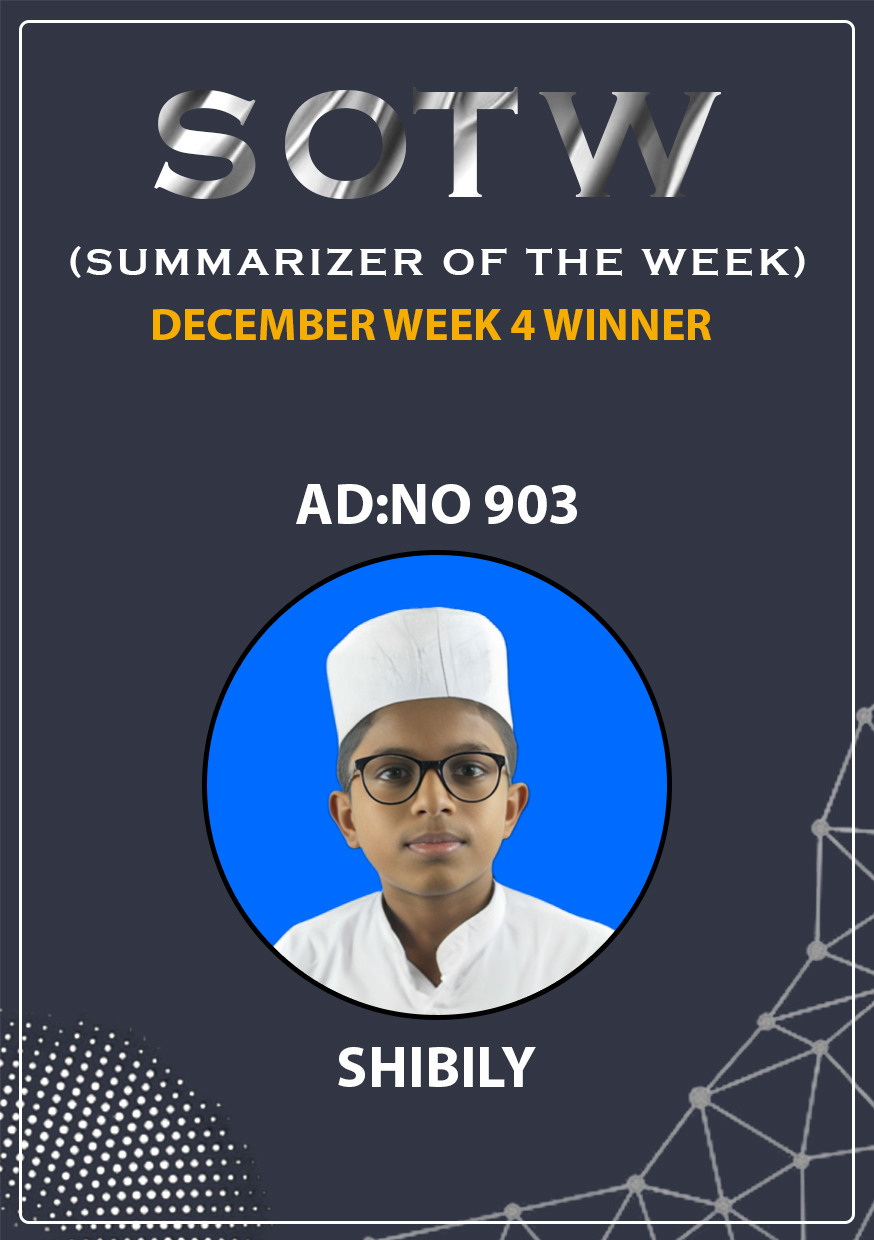 SOTW
(SUMMARIZER OF THE WEEK)
DECEMBER WEEK 4 WINNER
AD:NO 903
SHIBILY